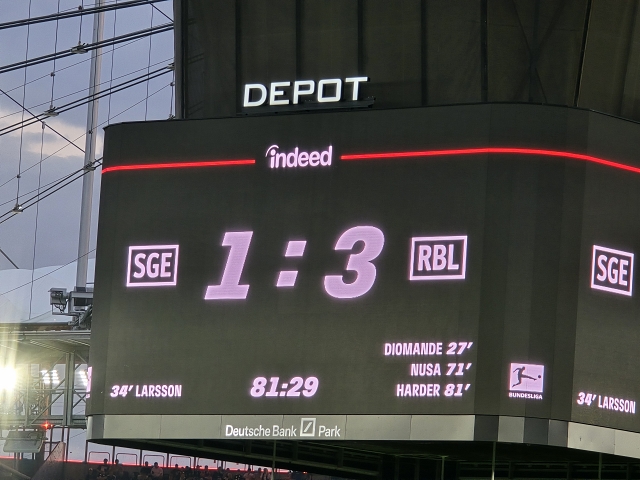 DEPOT
indeed
SGE 1:3 RBL
SGE
DIOMANDE 27'
NUSA 71'
34' LARSSON 81:29 HARDER 81'
BUNDESLIGA
34' LARSSON
Deutsche Bank Park